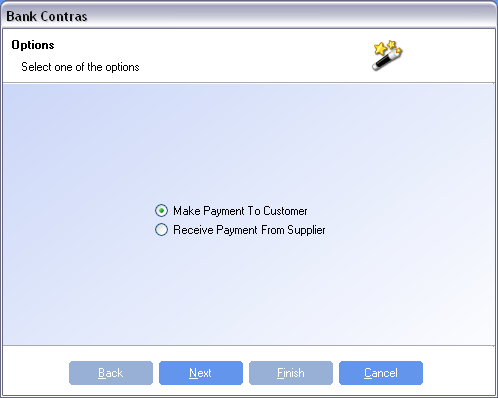 Bank Contras
Options
Select one of the options
Make Payment To Customer
Receive Payment From Supplier
Back Next Finish Cancel